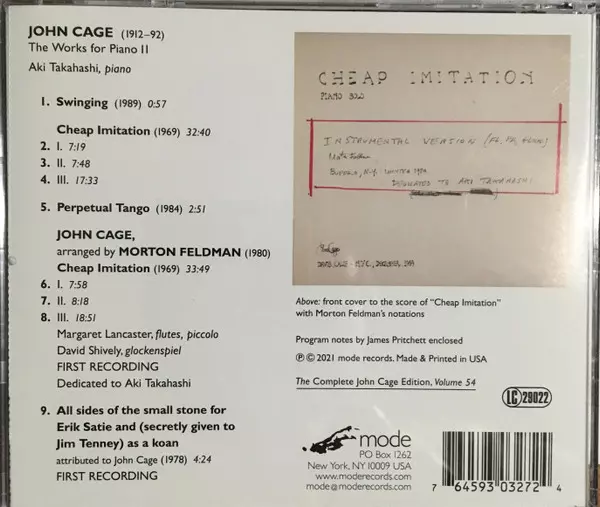 JOHN CAGE (1912–92)
The Works for Piano II
Aki Takahashi, piano
1. Swinging (1989) 0:57
Cheap Imitation (1969) 32:40
2. I. 7:19
3. II. 7:48
4. III. 17:33
5. Perpetual Tango (1984) 2:51
JOHN CAGE,
arranged by MORTON FELDMAN (1980)
Cheap Imitation (1969) 33:49
6. I. 7:58
7. II. 8:18
8. III. 18:51
Margaret Lancaster, flutes, piccolo
David Shively, glockenspiel
FIRST RECORDING
Dedicated to Aki Takahashi
9. All sides of the small stone for
Erik Satie and (secretly given to
Jim Tenney) as a koan
attributed to John Cage (1978) 4:24
FIRST RECORDING
CHEAP IMITATION
PIANO SOLO
INSTRUMENTAL VERSION
BUFFALO, N.Y.
DEDICATED TO AKI TAKAHASHI
Above: front cover to the score of “Cheap Imitation”
with Morton Feldman's notations
Program notes by James Pritchett enclosed
℗ © 2021 mode records. Made & Printed in USA
The Complete John Cage Edition, Volume 54
LC 29022
mode
PO Box 1262
New York, NY 10009 USA
www.moderecords.com
mode@moderecords.com
7 64593 03272 4